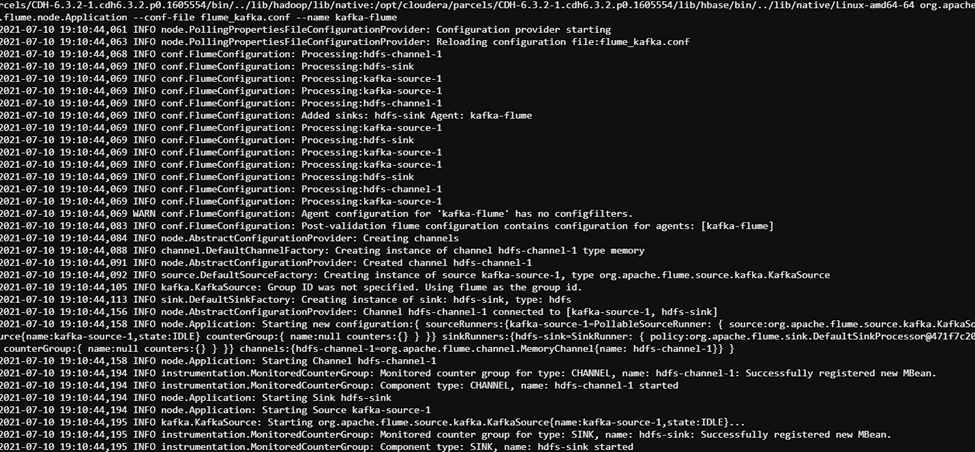 rcels/CDH-6.3.2-1.cdh6.3.2.p0.1605554/bin/../lib/hadoop/lib/native:/opt/cloudera/parcels/CDH-6.3.2-1.cdh6.3.2.p0.1605554/bin/../lib/hbase/bin/../lib/native/Linux-amd64-64 org.apache
.flume.node.Application --conf-file flume_kafka.conf --name kafka-flume
2021-07-10 19:10:44,061 INFO node.PollingPropertiesFileConfigurationProvider: Configuration provider starting
2021-07-10 19:10:44,063 INFO node.PollingPropertiesFileConfigurationProvider: Reloading configuration file:flume_kafka.conf
2021-07-10 19:10:44,068 INFO conf.FlumeConfiguration: Processing:hdfs-channel-1
2021-07-10 19:10:44,069 INFO conf.FlumeConfiguration: Processing:hdfs-sink
2021-07-10 19:10:44,069 INFO conf.FlumeConfiguration: Processing:kafka-source-1
2021-07-10 19:10:44,069 INFO conf.FlumeConfiguration: Processing:kafka-source-1
2021-07-10 19:10:44,069 INFO conf.FlumeConfiguration: Processing:hdfs-channel-1
2021-07-10 19:10:44,069 INFO conf.FlumeConfiguration: Added sinks: hdfs-sink Agent: kafka-flume
2021-07-10 19:10:44,069 INFO conf.FlumeConfiguration: Processing:kafka-source-1
2021-07-10 19:10:44,069 INFO conf.FlumeConfiguration: Processing:hdfs-sink
2021-07-10 19:10:44,069 INFO conf.FlumeConfiguration: Processing:kafka-source-1
2021-07-10 19:10:44,069 INFO conf.FlumeConfiguration: Processing:kafka-source-1
2021-07-10 19:10:44,069 INFO conf.FlumeConfiguration: Processing:hdfs-sink
2021-07-10 19:10:44,069 INFO conf.FlumeConfiguration: Processing:hdfs-channel-1
2021-07-10 19:10:44,069 INFO conf.FlumeConfiguration: Processing:kafka-source-1
2021-07-10 19:10:44,069 WARN conf.FlumeConfiguration: Agent configuration for 'kafka-flume' has no configfilters.
2021-07-10 19:10:44,083 INFO conf.FlumeConfiguration: Post-validation flume configuration contains configuration for agents: [kafka-flume]
2021-07-10 19:10:44,084 INFO node.AbstractConfigurationProvider: Creating channels
2021-07-10 19:10:44,088 INFO channel.DefaultChannelFactory: Creating instance of channel hdfs-channel-1 type memory
2021-07-10 19:10:44,091 INFO node.AbstractConfigurationProvider: Created channel hdfs-channel-1
2021-07-10 19:10:44,092 INFO source.DefaultSourceFactory: Creating instance of source kafka-source-1, type org.apache.flume.source.kafka.KafkaSource
2021-07-10 19:10:44,105 INFO kafka.KafkaSource: Group ID was not specified. Using flume as the group id.
2021-07-10 19:10:44,113 INFO sink.DefaultSinkFactory: Creating instance of sink: hdfs-sink, type: hdfs
2021-07-10 19:10:44,156 INFO node.AbstractConfigurationProvider: Channel hdfs-channel-1 connected to [kafka-source-1, hdfs-sink]
2021-07-10 19:10:44,158 INFO node.Application: Starting new configuration:{ sourceRunners:{kafka-source-1=PollableSourceRunner: { source:org.apache.flume.source.kafka.KafkaSo
urce{name:kafka-source-1,state:IDLE} counterGroup:{ name:null counters:{} } }} sinkRunners:{hdfs-sink=SinkRunner: { policy:org.apache.flume.sink.DefaultSinkProcessor@471f7c20
counterGroup:{ name:null counters:{} } }} channels:{hdfs-channel-1=org.apache.flume.channel.MemoryChannel{name: hdfs-channel-1}} }
2021-07-10 19:10:44,158 INFO node.Application: Starting Channel hdfs-channel-1
2021-07-10 19:10:44,194 INFO instrumentation.MonitoredCounterGroup: Monitored counter group for type: CHANNEL, name: hdfs-channel-1: Successfully registered new MBean.
2021-07-10 19:10:44,194 INFO instrumentation.MonitoredCounterGroup: Component type: CHANNEL, name: hdfs-channel-1 started
2021-07-10 19:10:44,194 INFO node.Application: Starting Sink hdfs-sink
2021-07-10 19:10:44,194 INFO node.Application: Starting Source kafka-source-1
2021-07-10 19:10:44,195 INFO kafka.KafkaSource: Starting org.apache.flume.source.kafka.KafkaSource{name:kafka-source-1,state:IDLE}...
2021-07-10 19:10:44,195 INFO instrumentation.MonitoredCounterGroup: Monitored counter group for type: SINK, name: hdfs-sink: Successfully registered new MBean.
2021-07-10 19:10:44,195 INFO instrumentation.MonitoredCounterGroup: Component type: SINK, name: hdfs-sink started